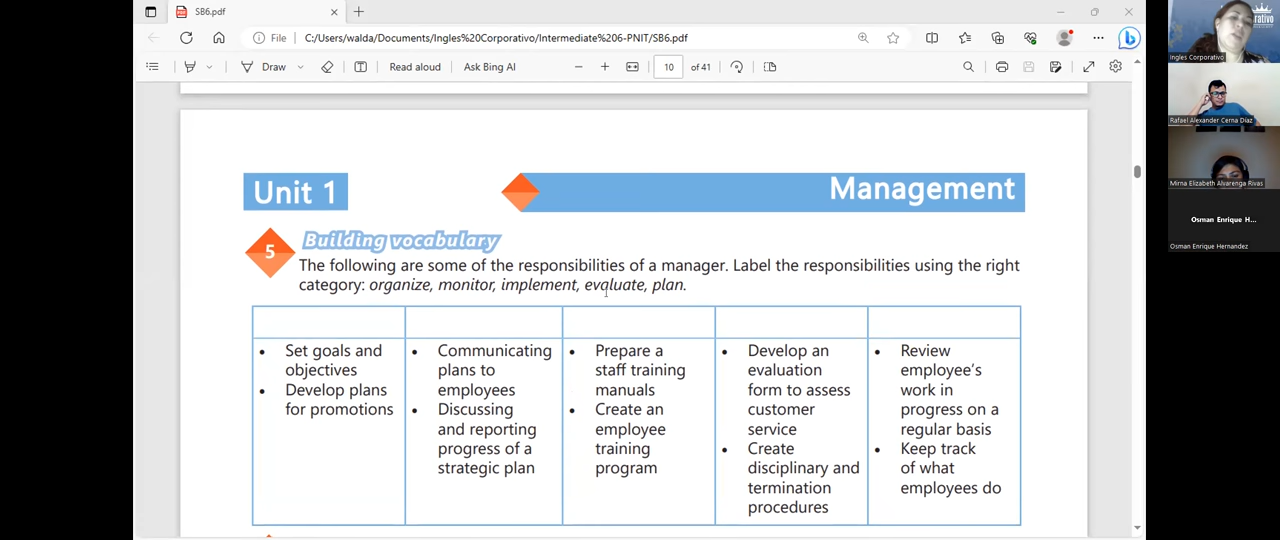 SB6.pdf
File
C:/Users/walda/Documents/Ingles%20Corporativo/Intermediate%206-PNIT/SB6.pdf
Draw
Read aloud
Asking AI
10
of 41
Unit 1
Management
5
Building vocabulary
The following are some of the responsibilities of a manager. Label the responsibilities using the right
category: organize, monitor, implement, evaluate, plan.
• Set goals and
objectives
• Develop plans
for promotions
• Communicating
plans to
employees
• Discussing
and reporting
progress of a
strategic plan
• Prepare a
staff training
manuals
• Create an
employee
training
program
• Develop an
evaluation
form to assess
customer
service
• Create
disciplinary and
termination
procedures
• Review
employee's
work in
progress on a
regular basis
• Keep track
of what
employees do
rativo
Ingles Corporativo
Rafael Alexander Cerna Díaz
Mirna Elizabeth Alvarenga Rivas
Osman Enrique H...
Osman Enrique Hernandez